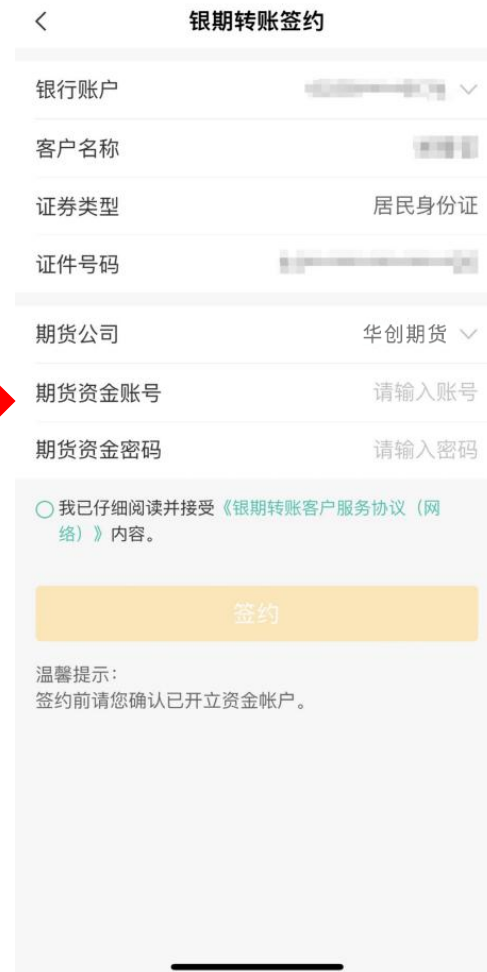 银期转账签约
银行账户
客户名称
证券类型 居民身份证
证件号码
期货公司 华创期货
期货资金账号 请输入账号
期货资金密码 请输入密码
我已仔细阅读并接受《银期转账客户服务协议（网
络）》内容。
签约
温馨提示：
签约前请您确认已开立资金帐户。